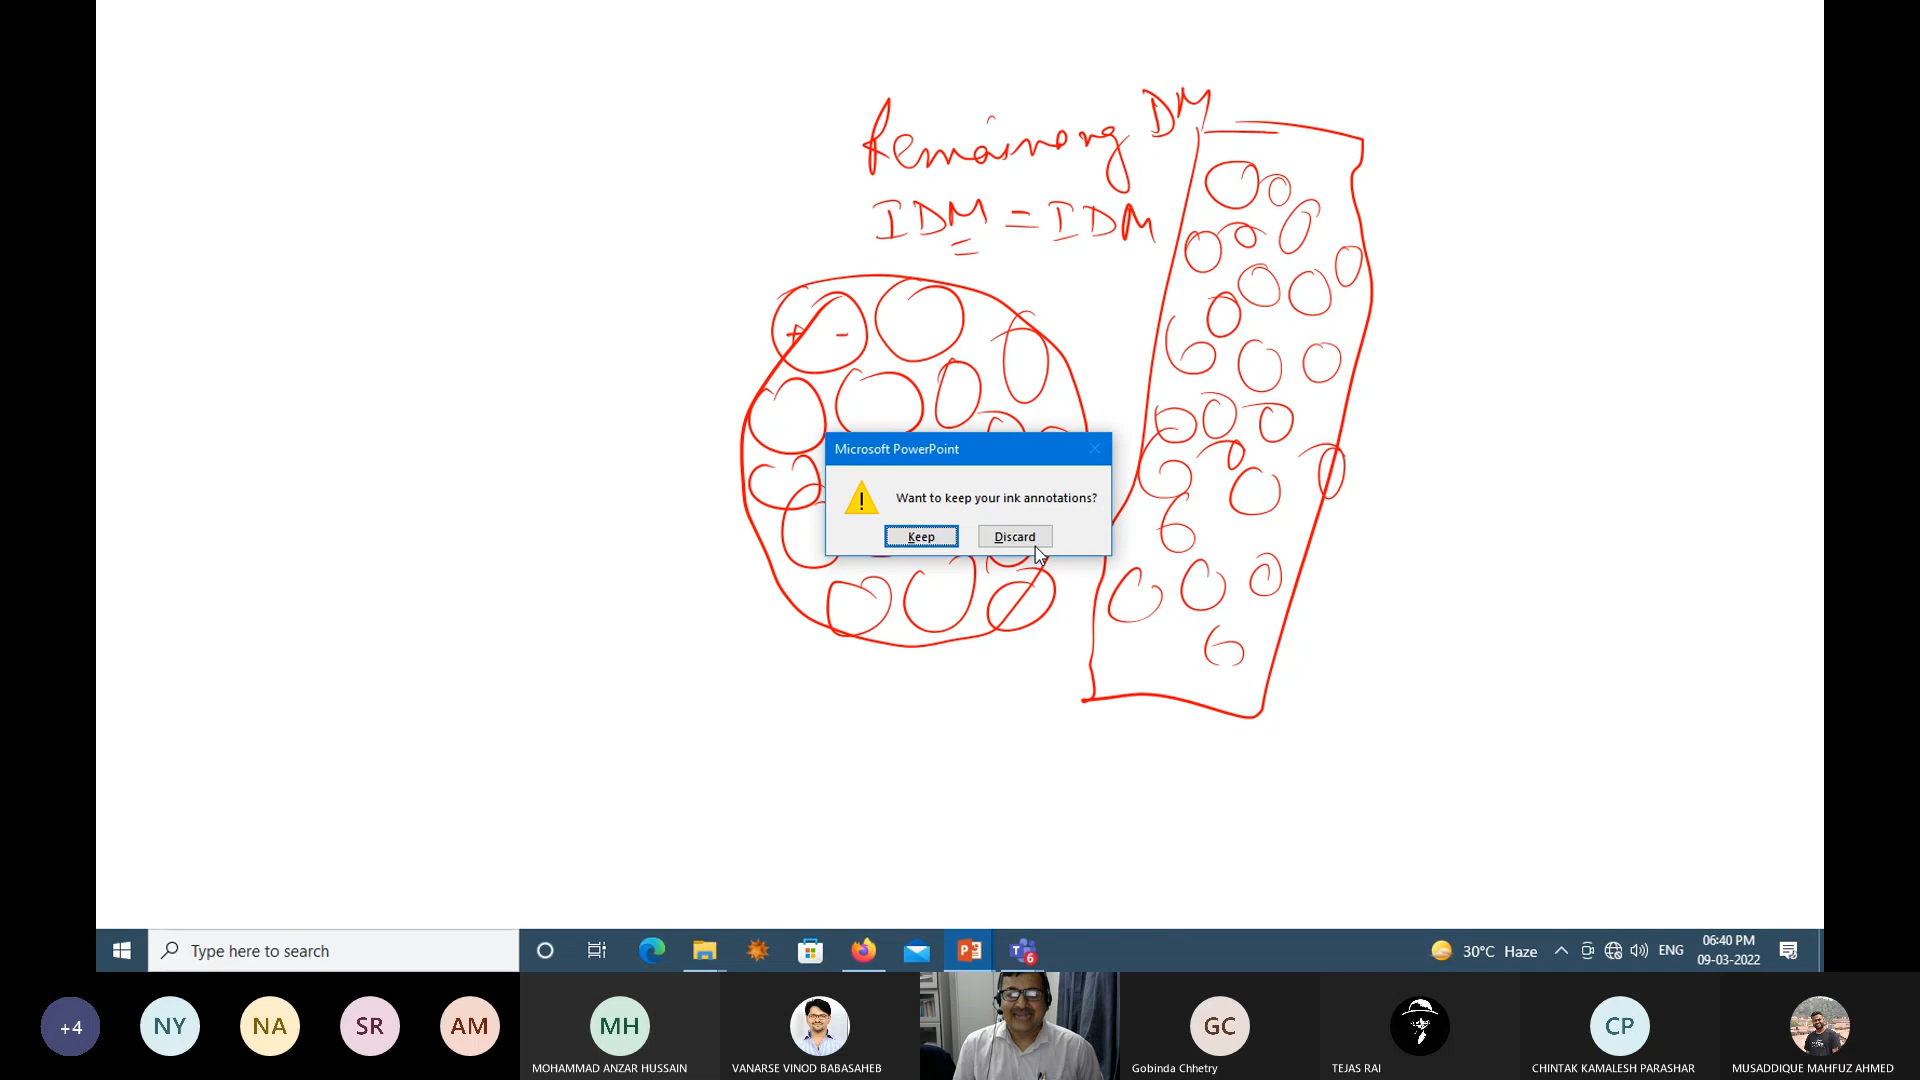 Remaining DM
IDM = IDM
+ -
Microsoft PowerPoint
Want to keep your ink annotations?
Keep Discard
Type here to search
6
30°C Haze
ENG
06:40 PM
09-03-2022
+4 NY NA SR AM MH GC CP
MOHAMMAD ANZAR HUSSAIN VANARSE VINOD BABASAHEB Gobinda Chhetry TEJAS RAI CHINTAK KAMALESH PARASHAR MUSADDIQUE MAHFUZ AHMED